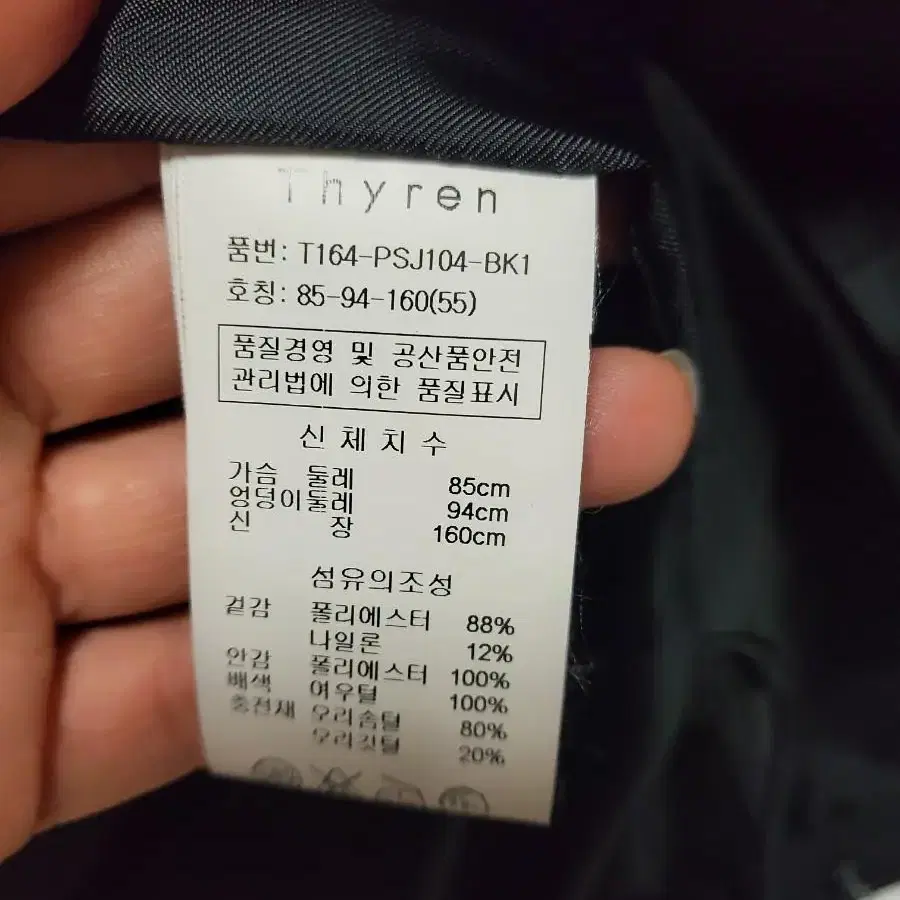 Thyren
품번: T164-PSJ104-BK1
호칭: 85-94-160(55)
품질경영 및 공산품안전
관리법에 의한 품질표시
신 체 치 수
가슴 둘레 85cm
엉덩이둘레 94cm
신 장 160cm
섬유의조성
겉감 폴리에스터 88%
나일론 12%
안감 폴리에스터 100%
배색 여우털 100%
충전재 오리솜털 80%
오리깃털 20%